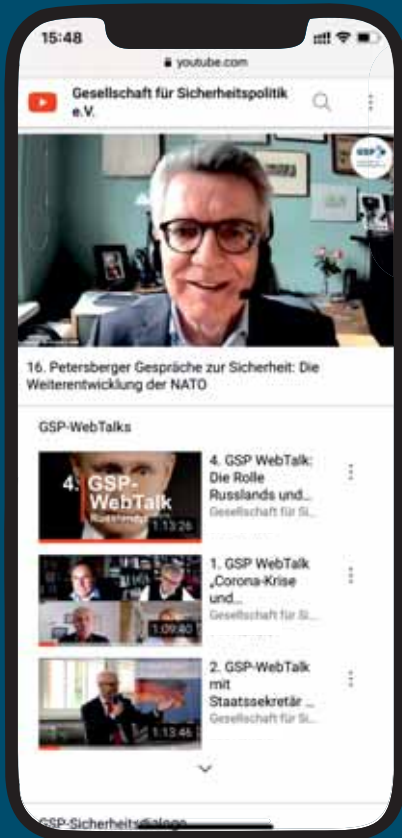 15:48
youtube.com
Gesellschaft für Sicherheitspolitik
e.V.
GSP
16. Petersberger Gespräche zur Sicherheit: Die
Weiterentwicklung der NATO
GSP-WebTalks
4. GSP-
WebTalk
1:13:26
4. GSP WebTalk:
Die Rolle
Russlands und...
Gesellschaft für Si...
1:09:40
1. GSP WebTalk
„Corona-Krise
und...
Gesellschaft für Si...
1:13:46
2. GSP-WebTalk
mit
Staatssekretär ...
Gesellschaft für Si...
GSP-Sicherheitsdialoge